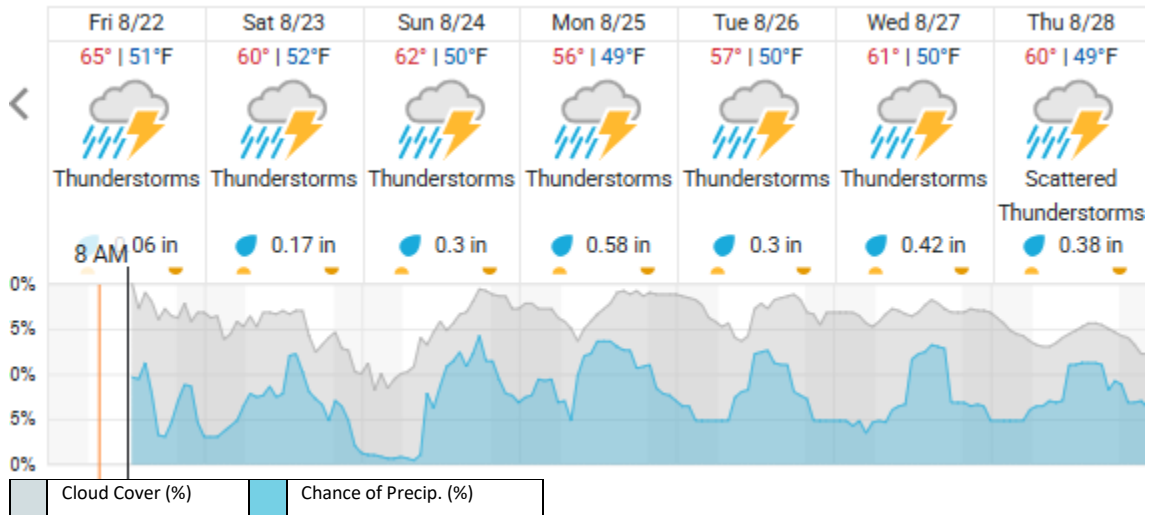 Fri 8/22 Sat 8/23 Sun 8/24 Mon 8/25 Tue 8/26 Wed 8/27 Thu 8/28
65° | 51°F 60° | 52°F 62° | 50°F 56° | 49°F 57° | 50°F 61° | 50°F 60° | 49°F
Thunderstorms Thunderstorms Thunderstorms Thunderstorms Thunderstorms Thunderstorms Scattered
Thunderstorms
0.06 in 0.17 in 0.3 in 0.58 in 0.3 in 0.42 in 0.38 in
8 AM
0%
5%
0%
5%
0%
Cloud Cover (%) Chance of Precip. (%)